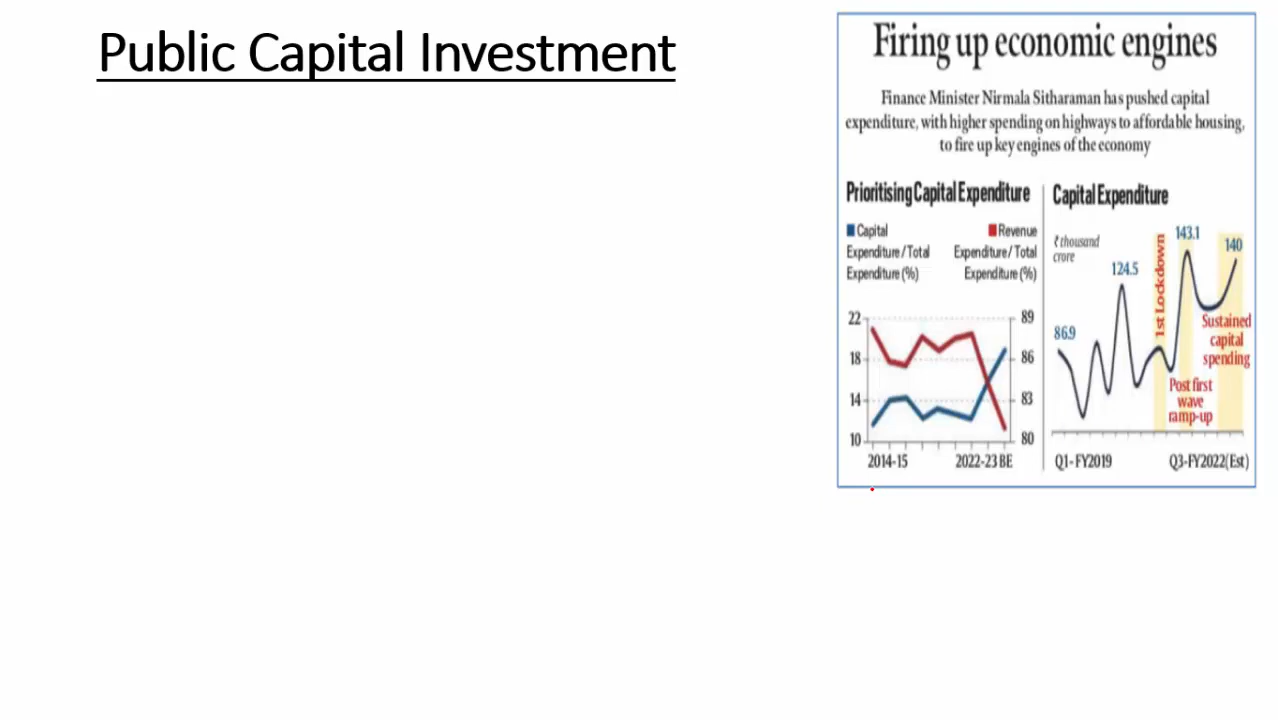 Public Capital Investment
Firing up economic engines
Finance Minister Nirmala Sitharaman has pushed capital
expenditure, with higher spending on highways to affordable housing,
to fire up key engines of the economy
Prioritising Capital Expenditure
Capital
Expenditure/Total
Expenditure (%)
Revenue
Expenditure/Total
Expenditure (%)
22
18
14
10
89
86
83
80
2014-15
2022-23 BE
Capital Expenditure
₹ thousand
crore
86.9
124.5
1st Lockdown
143.1
140
Sustained
capital
spending
Post first
wave
ramp-up
Q1-FY2019
Q3-FY2022(Est)